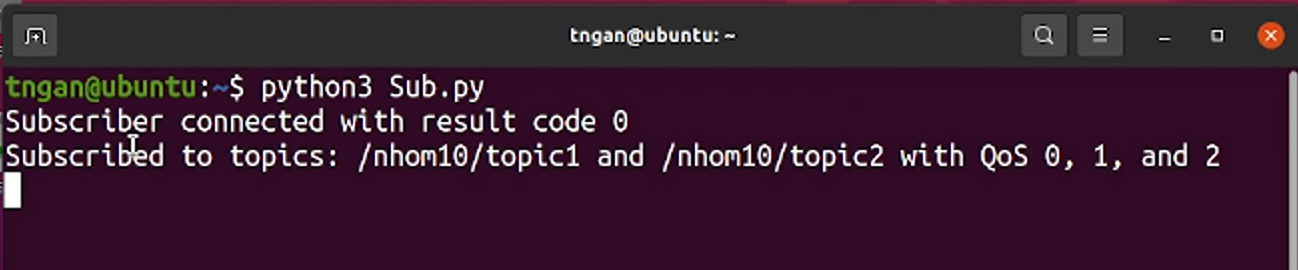 tngan@ubuntu: ~
tngan@ubuntu:~$ python3 Sub.py
Subscriber connected with result code 0
Subscribed to topics: /nhom10/topic1 and /nhom10/topic2 with QoS 0, 1, and 2